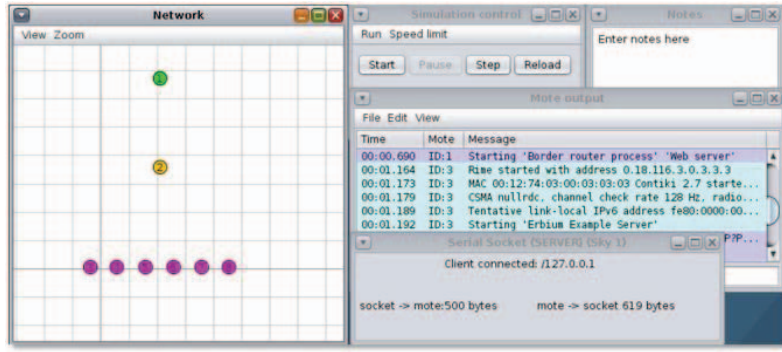 Network
View Zoom
1
2
Simulation control
Run Speed limit
Start Pause Step Reload
Notes
Enter notes here
Mote output
File Edit View
Time Mote Message
00:00.690 ID:1 Starting 'Border router process' 'Web server'
00:01.164 ID:3 Rime started with address 0.18.116.3.0.3.3.3
00:01.173 ID:3 MAC 00:12:74:03:00:03:03:03 Contiki 2.7 starte...
00:01.179 ID:3 CSMA nullrdc, channel check rate 128 Hz, radio...
00:01.189 ID:3 Tentative link-local IPv6 address fe80:0000:00...
00:01.192 ID:3 Starting 'Erbium Example Server'
P?P...
Serial Socket (SERVER) (Sky 1)
Client connected: /127.0.0.1
socket -> mote:500 bytes mote -> socket 619 bytes